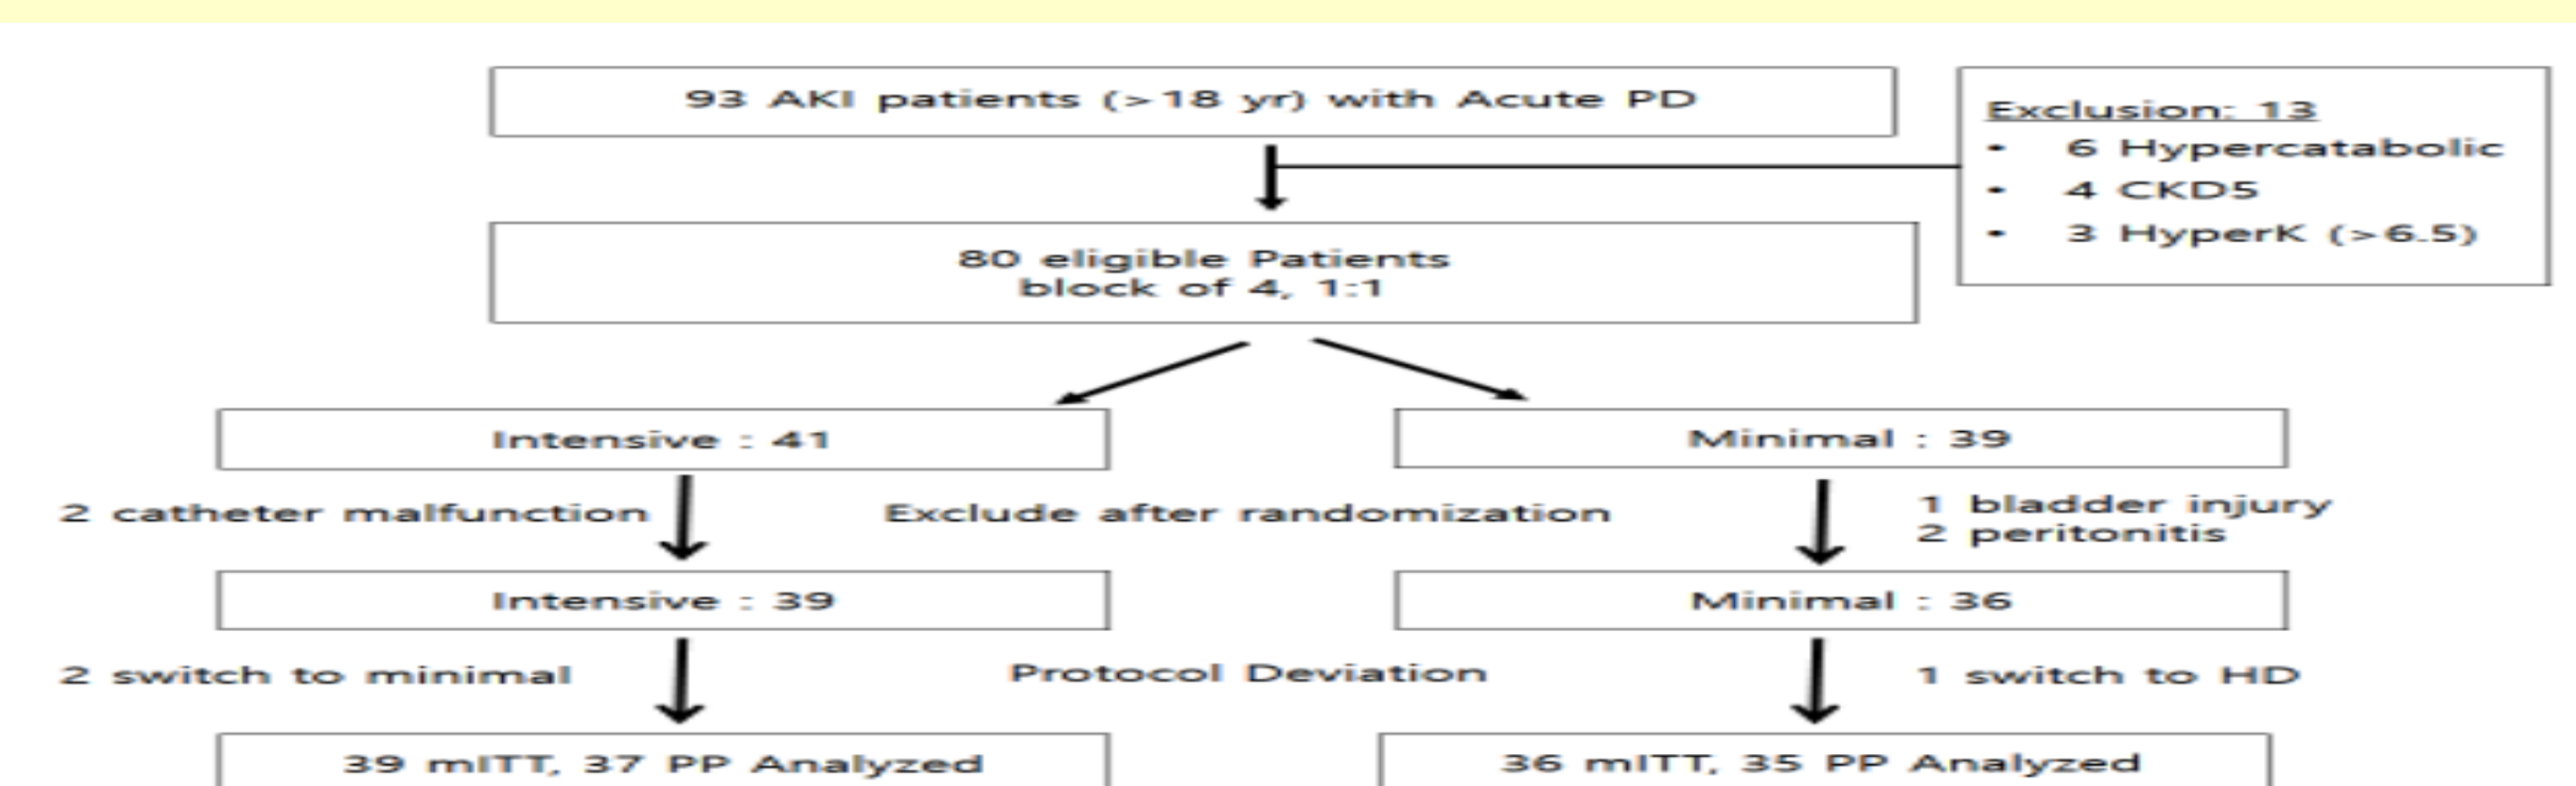 93 AKI patients (>18 yr) with Acute PD
Exclusion: 13
• 6 Hypercatabolic
• 4 CKD5
• 3 HyperK (>6.5)
80 eligible Patients
block of 4, 1:1
Intensive : 41
Minimal : 39
2 catheter malfunction
Exclude after randomization
1 bladder injury
2 peritonitis
Intensive : 39
Minimal : 36
2 switch to minimal
Protocol Deviation
1 switch to HD
39 mITT, 37 PP Analyzed
36 mITT, 35 PP Analyzed